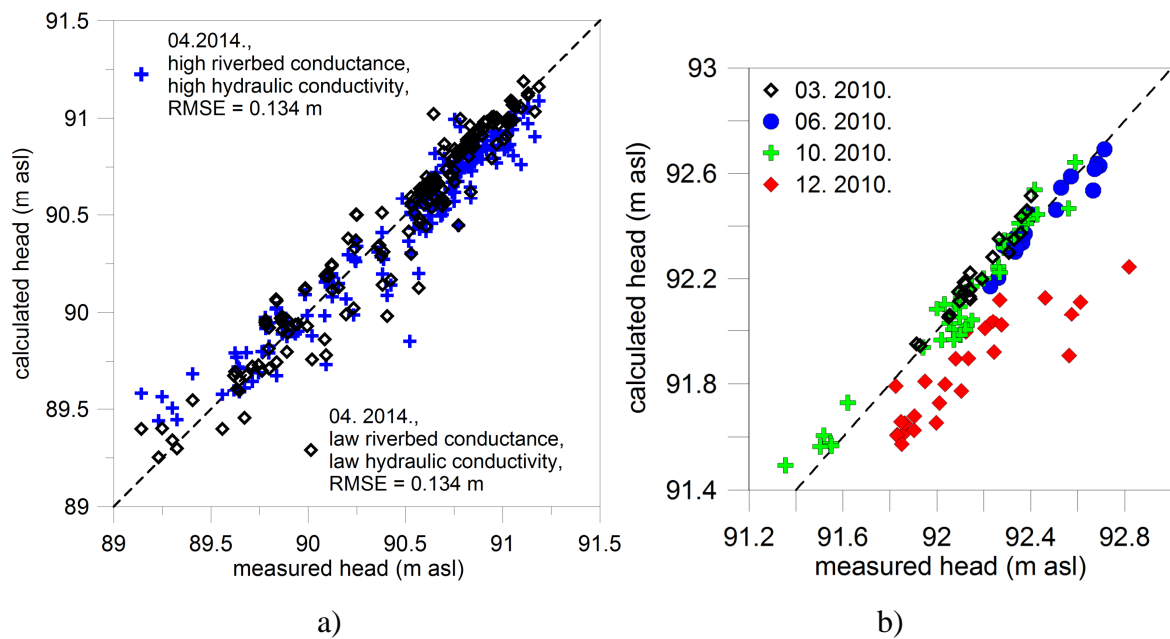 91.5
91
90.5
90
89.5
89
calculated head (m asl)
04.2014.,
high riverbed conductance,
high hydraulic conductivity,
RMSE = 0.134 m
04. 2014.,
law riverbed conductance,
law hydraulic conductivity,
RMSE = 0.134 m
89 89.5 90 90.5 91 91.5
measured head (m asl)
a)
93
92.6
92.2
91.8
91.4
calculated head (m asl)
03. 2010.
06. 2010.
10. 2010.
12. 2010.
91.2 91.6 92 92.4 92.8
measured head (m asl)
b)